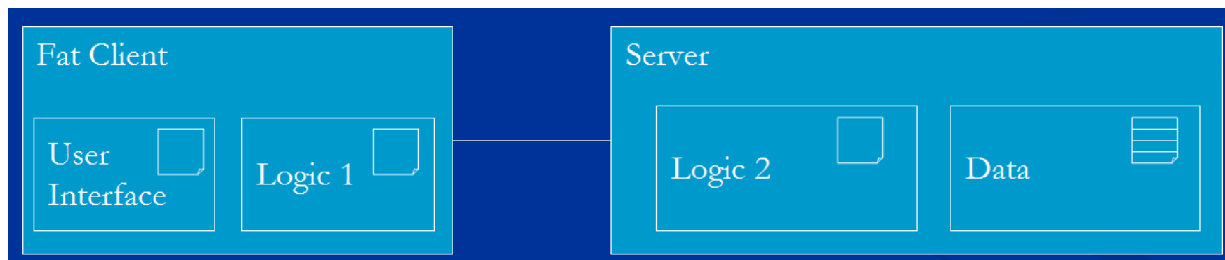 Fat Client
User
Interface
Logic 1
Server
Logic 2
Data